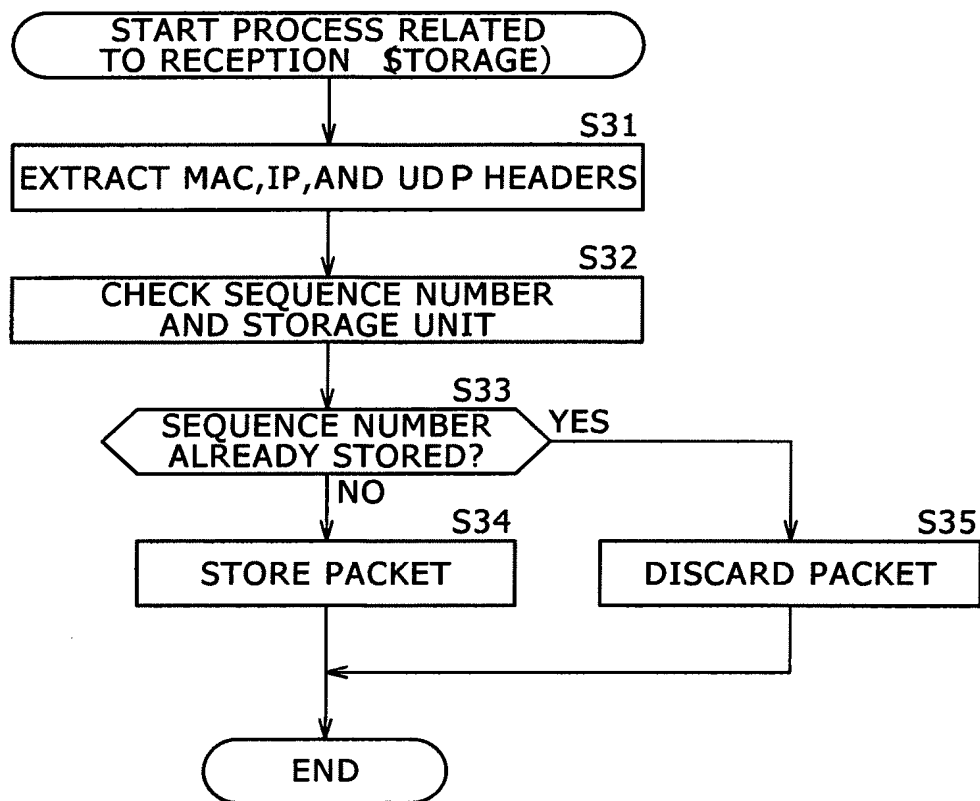 START PROCESS RELATED
TO RECEPTION $TORAGE)
S31
EXTRACT MAC,IP,AND UDP HEADERS
S32
CHECK SEQUENCE NUMBER
AND STORAGE UNIT
S33
SEQUENCE NUMBER
ALREADY STORED?
YES
NO
S34
STORE PACKET
S35
DISCARD PACKET
END